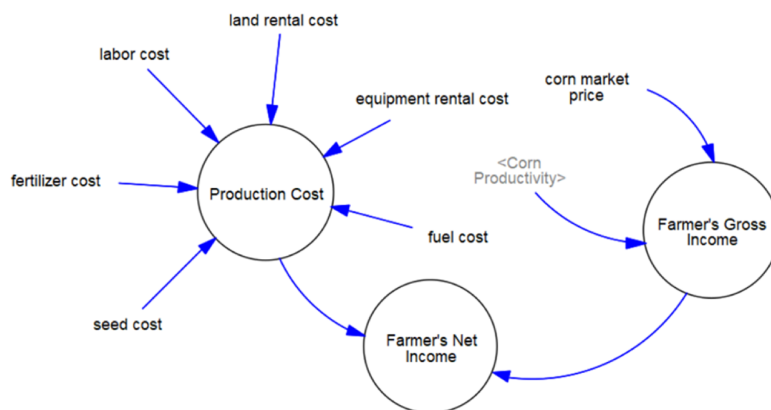 land rental cost
labor cost
equipment rental cost
corn market
price
<Corn
Productivity>
fertilizer cost
Production Cost
Farmer's Gross
Income
fuel cost
seed cost
Farmer's Net
Income